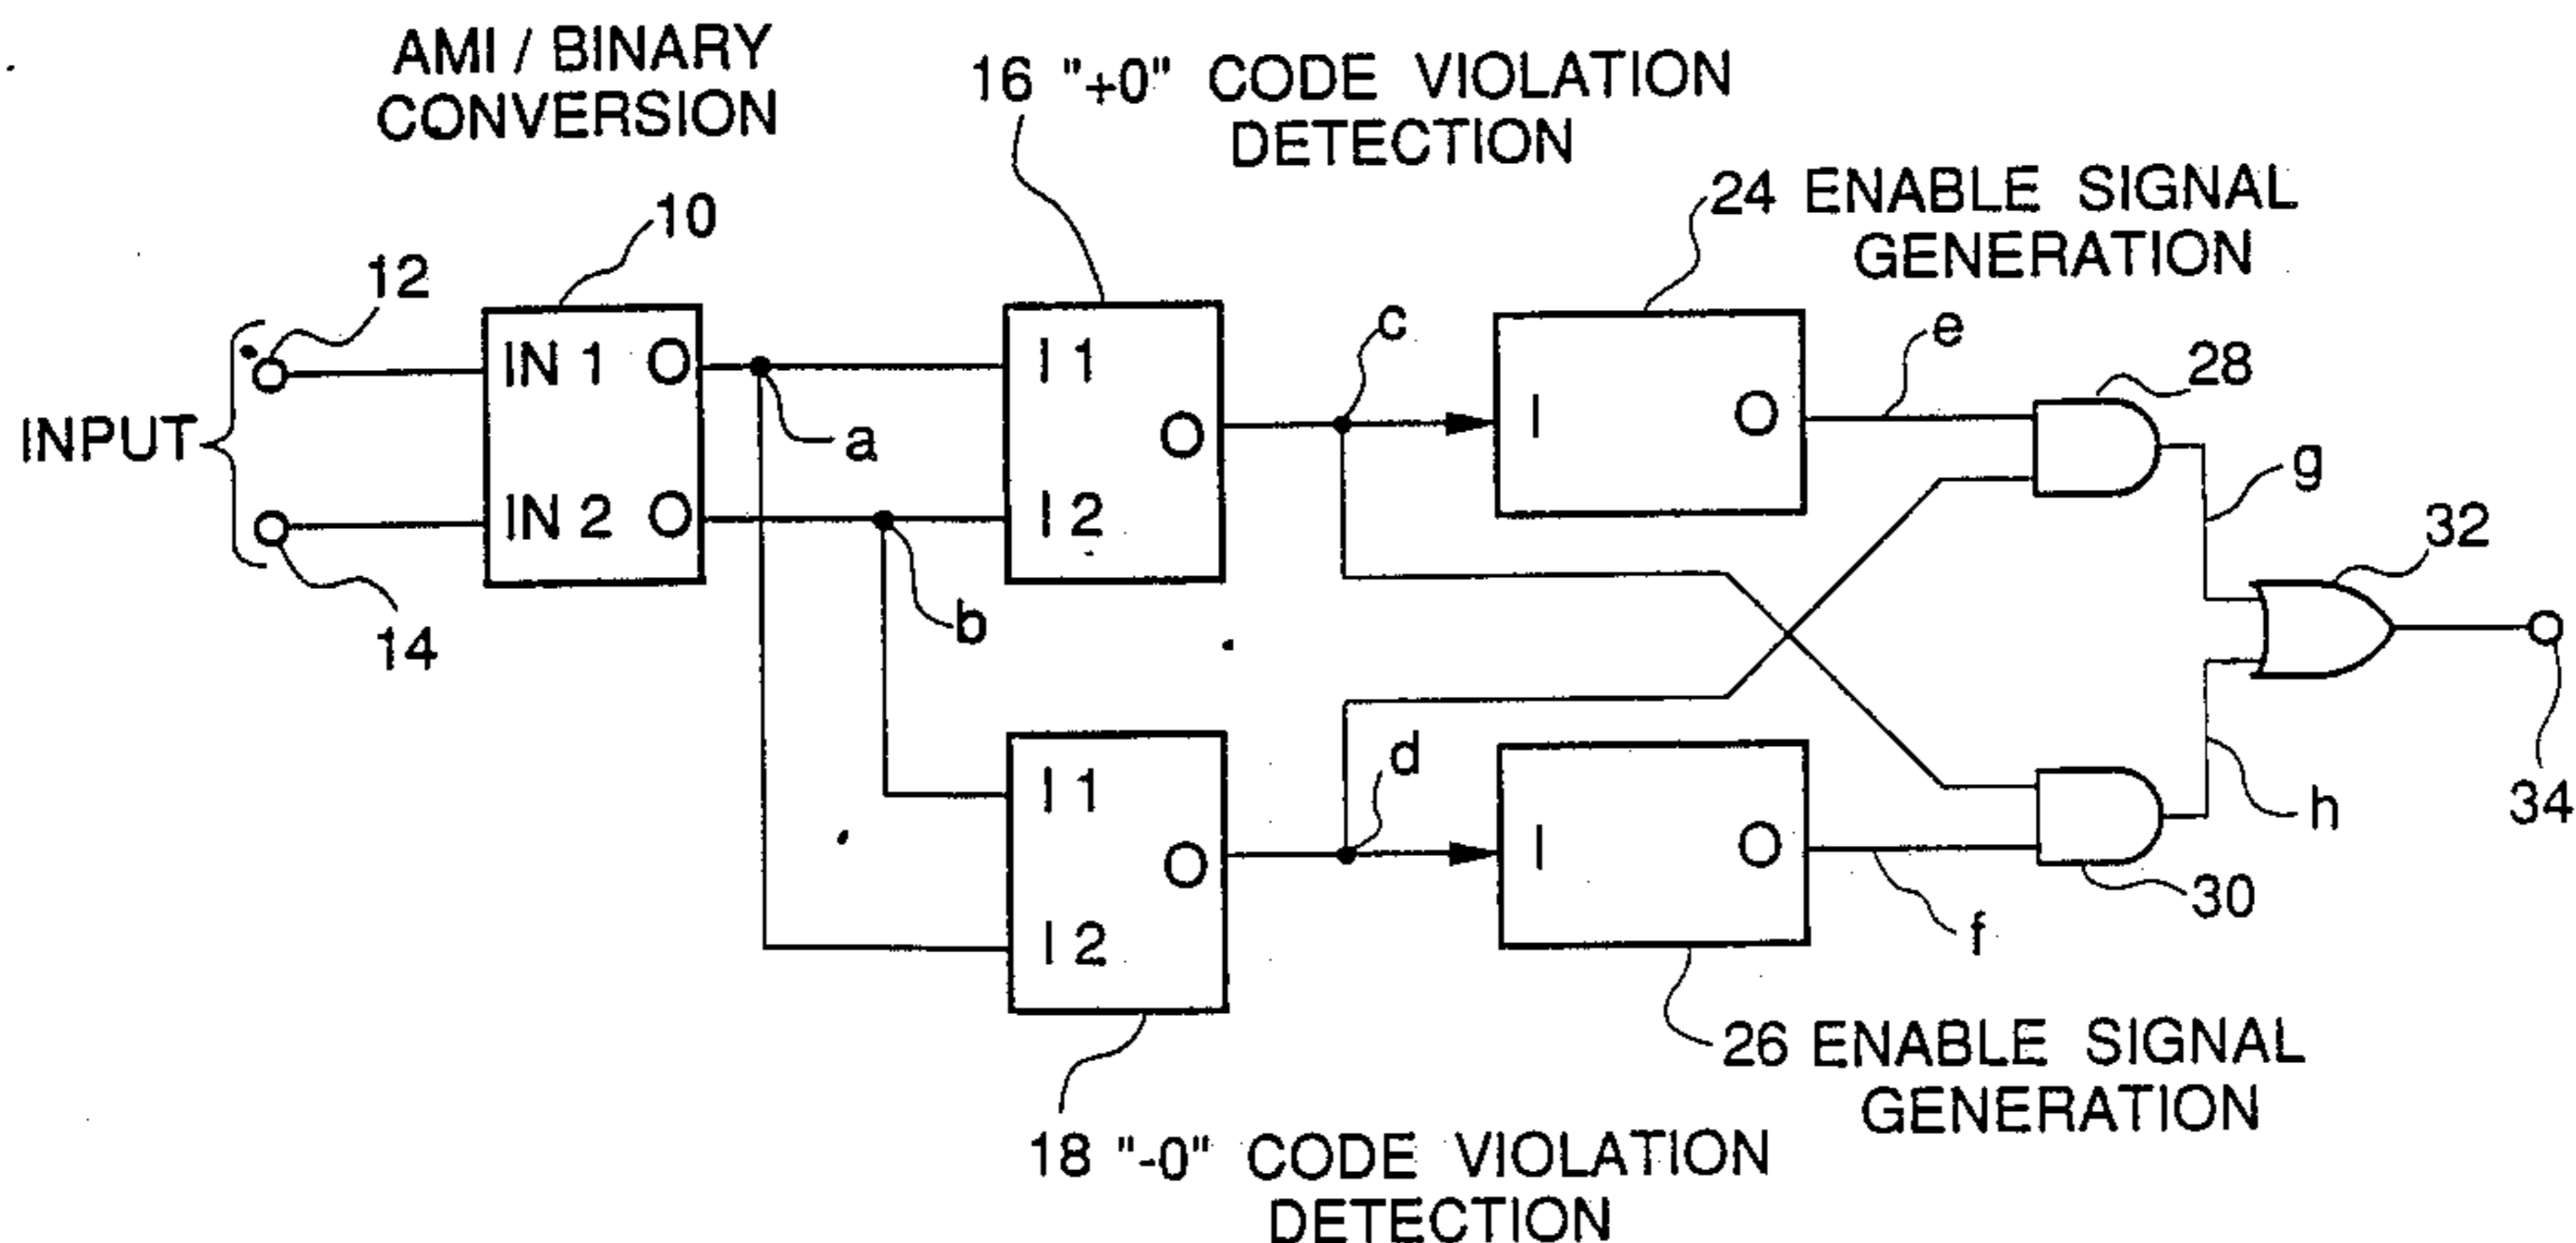 AMI / BINARY
CONVERSION
16 "+0" CODE VIOLATION
DETECTION
24 ENABLE SIGNAL
GENERATION
10
12
INPUT
14
IN 1 O
IN 2 O
a
b
I 1
I 2
O
c
I
O
e
28
g
32
34
I 1
I 2
O
d
I
O
f
30
h
26 ENABLE SIGNAL
GENERATION
18 "-0" CODE VIOLATION
DETECTION